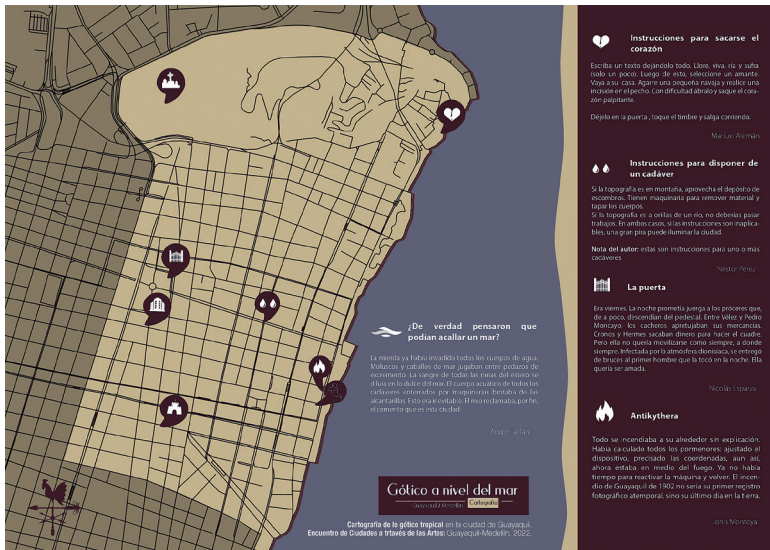 ¿De verdad pensaron que
podían acallar un mar?
La mierda ya había invadido todos los cuerpos de agua.
Moluscos y caballos de mar jugaban entre pedazos de
excremento. La sangre de todas las ruinas del estero se
diluía en lo dulce del mar. El cuerpo acuático de todos los
cadáveres enterrados por maquinarias brotaba de las
alcantarillas. Esto era inevitable. El mar reclamaba, por fin,
el cemento que es esta ciudad.
Gótico a nivel del mar
Guayaquil / Medellín Cartografía
Cartografía de lo gótico tropical en la ciudad de Guayaquil.
Encuentro de Ciudades a trtavés de las Artes: Guayaquil-Medellín, 2022.
Instrucciones para sacarse el
corazón
Escriba un texto dejándolo todo. Llore, viva, ría y sufra
(solo un poco). Luego de esto, seleccione un amante.
Vaya a su casa. Agarre una pequeña navaja y realice una
incisión en el pecho. Con dificultad ábralo y saque el cora-
zón palpitante.
Déjelo en la puerta, toque el timbre y salga corriendo.
Mariuxi Alemán
Instrucciones para disponer de
un cadáver
Si la topografía es en montaña, aprovecha el depósito de
escombros. Tienen maquinaria para remover material y
tapar los cuerpos.
Si la topografía es a orillas de un río, no deberías pasar
trabajos. En ambos casos, si las instrucciones son inaplica-
bles, una gran pira puede iluminar la ciudad.
Nota del autor: estas son instrucciones para uno o más
cadáveres
Néstor Pérez
La puerta
Era viernes. La noche prometía juerga a los próceres que,
de a poco, descendían del pedestal. Entre Vélez y Pedro
Moncayo, los cacheros apretujaban sus mercancías.
Cronos y Hermes sacaban dinero para hacer el cuadre.
Pero ella no quería movilizarse como siempre, a donde
siempre. Infectada por la atmósfera dionisíaca, se entregó
de bruces al primer hombre que la tocó en la noche. Ella
quería ser amada.
Nicolás Esparza
Antikythera
Todo se incendiaba a su alrededor sin explicación.
Había calculado todos los pormenores: ajustado el
dispositivo, precisado las coordenadas, aun así,
ahora estaba en medio del fuego. Ya no había
tiempo para reactivar la máquina y volver. El incen-
dio de Guayaquil de 1902 no sería su primer registro
fotográfico atemporal, sino su último día en la tierra.
John Montoya